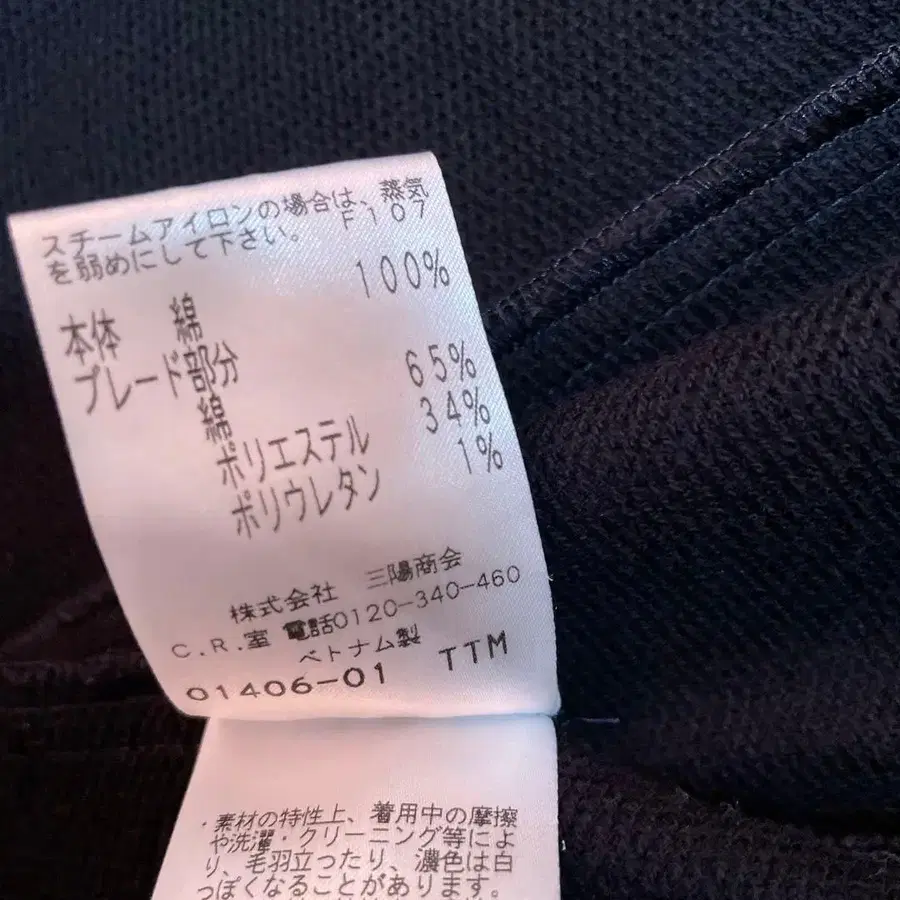 スチームアイロンの場合は、蒸気
を弱めにして下さい。 F107
本体 綿 100%
ブレード部分
綿 65%
ポリエステル 34%
ポリウレタン 1%
株式会社 三陽商会
C.R.室 電話0120-340-460
ベトナム製
01406-01 TTM
・素材の特性上、着用中の摩擦
や洗濯・クリーニング等によ
り、毛羽立ったり、濃色は白
っぽくなることがあります。